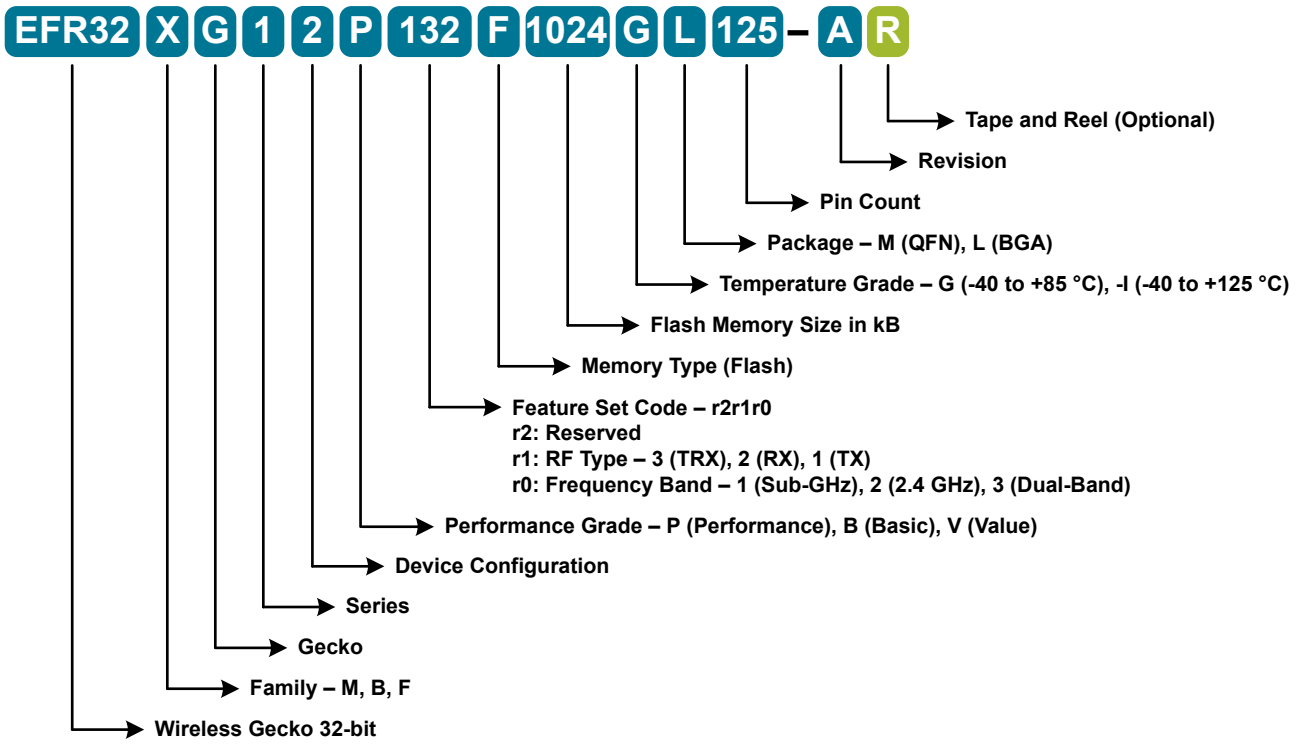 EFR32 X G 1 2 P 132 F 1024 G L 125 – A R
Tape and Reel (Optional)
Revision
Pin Count
Package – M (QFN), L (BGA)
Temperature Grade – G (-40 to +85 °C), -I (-40 to +125 °C)
Flash Memory Size in kB
Memory Type (Flash)
Feature Set Code – r2r1r0
r2: Reserved
r1: RF Type – 3 (TRX), 2 (RX), 1 (TX)
r0: Frequency Band – 1 (Sub-GHz), 2 (2.4 GHz), 3 (Dual-Band)
Performance Grade – P (Performance), B (Basic), V (Value)
Device Configuration
Series
Gecko
Family – M, B, F
Wireless Gecko 32-bit